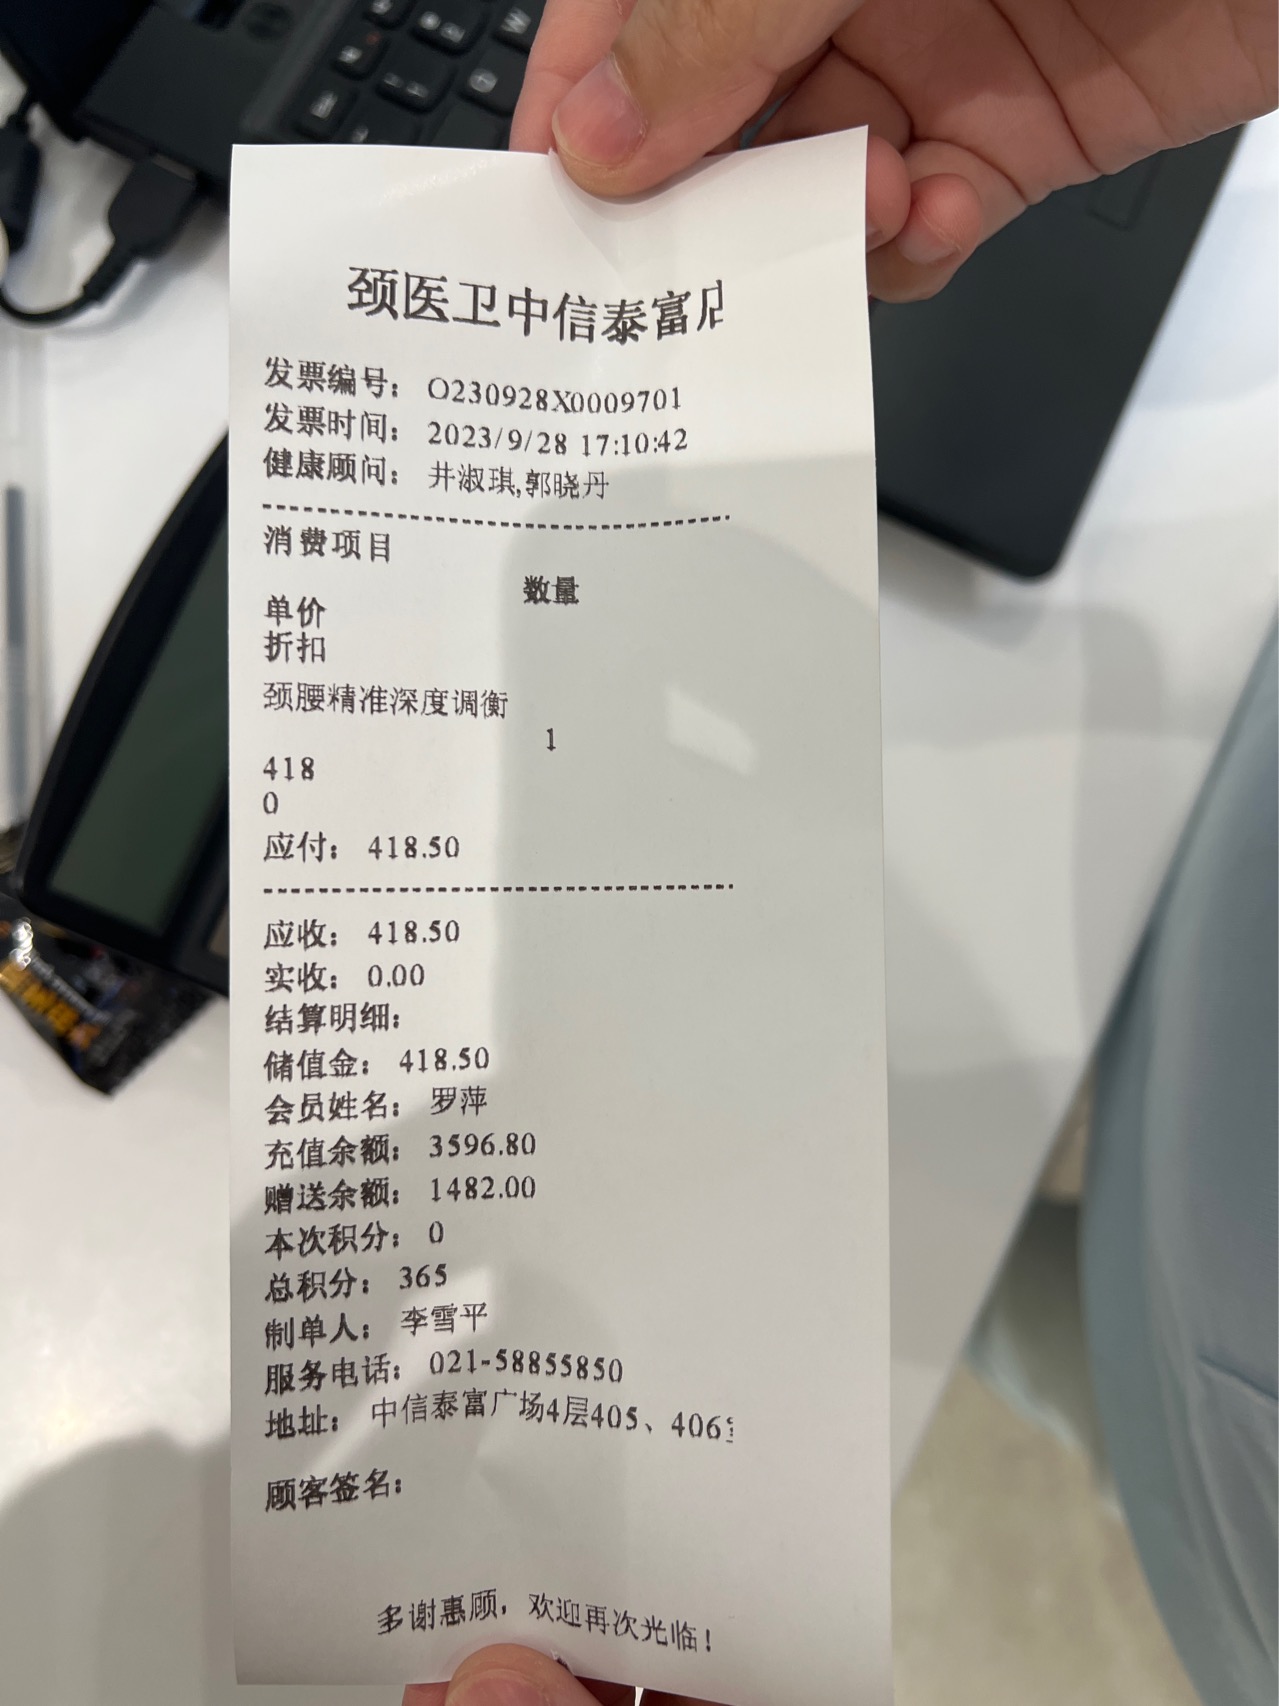 颈医卫中信泰富店
发票编号： O230928X0009701
发票时间： 2023/9/28 17:10:42
健康顾问： 井淑琪,郭晓丹
消费项目
数量
单价
折扣
颈腰精准深度调衡
1
418
0
应付： 418.50
应收： 418.50
实收： 0.00
结算明细：
储值金： 418.50
会员姓名： 罗萍
充值余额： 3596.80
赠送余额： 1482.00
本次积分： 0
总积分： 365
制单人： 李雪平
服务电话： 021-58855850
地址： 中信泰富广场4层405、406
顾客签名：
多谢惠顾，欢迎再次光临！
W